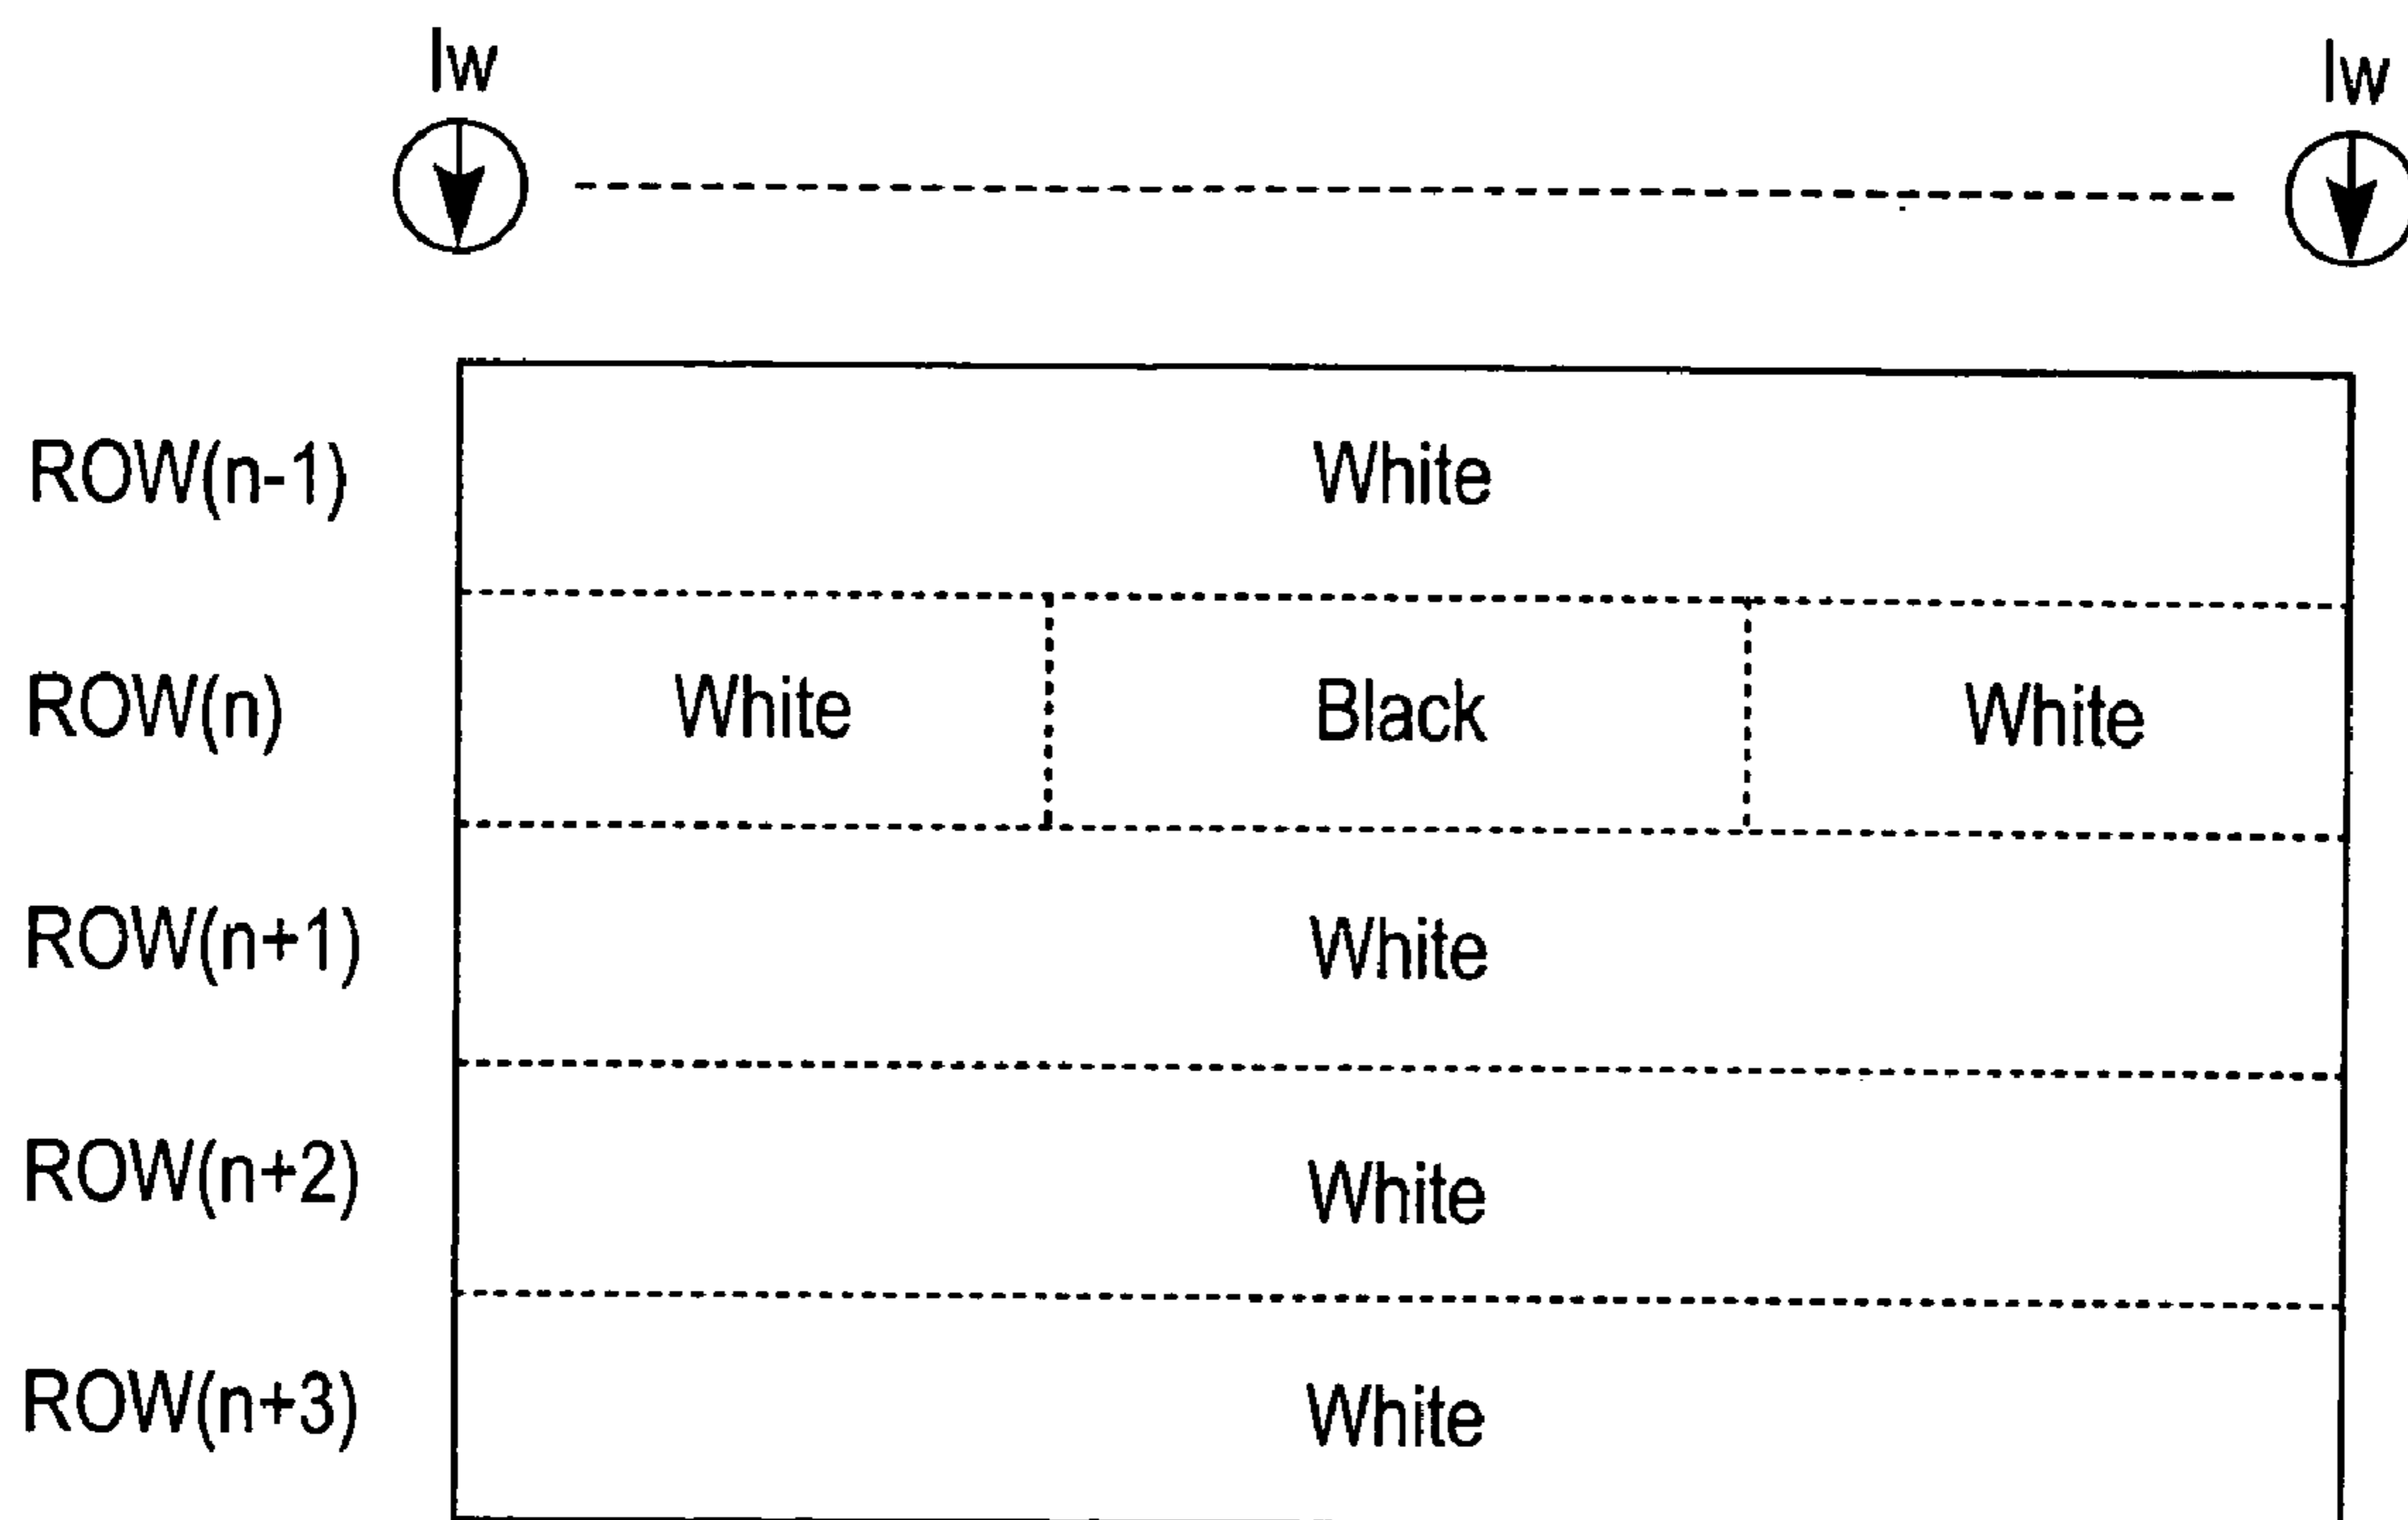 Iw Iw
ROW(n-1) White
ROW(n) White Black White
ROW(n+1) White
ROW(n+2) White
ROW(n+3) White